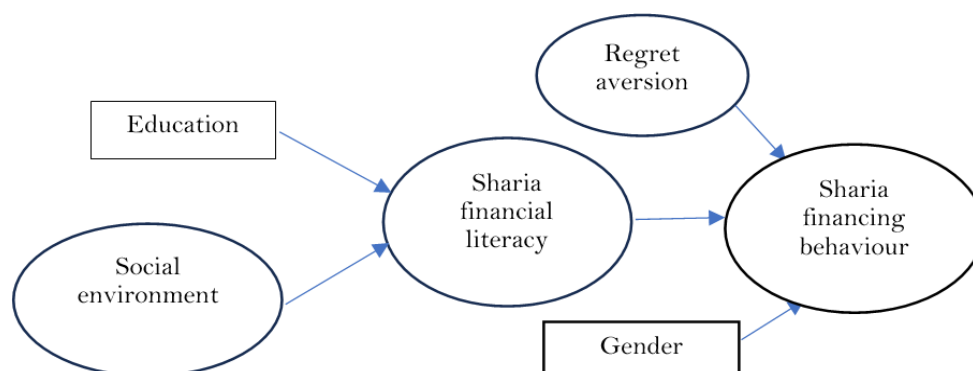 Regret
aversion
Education
Sharia
financial
literacy
Sharia
financing
behaviour
Social
environment
Gender